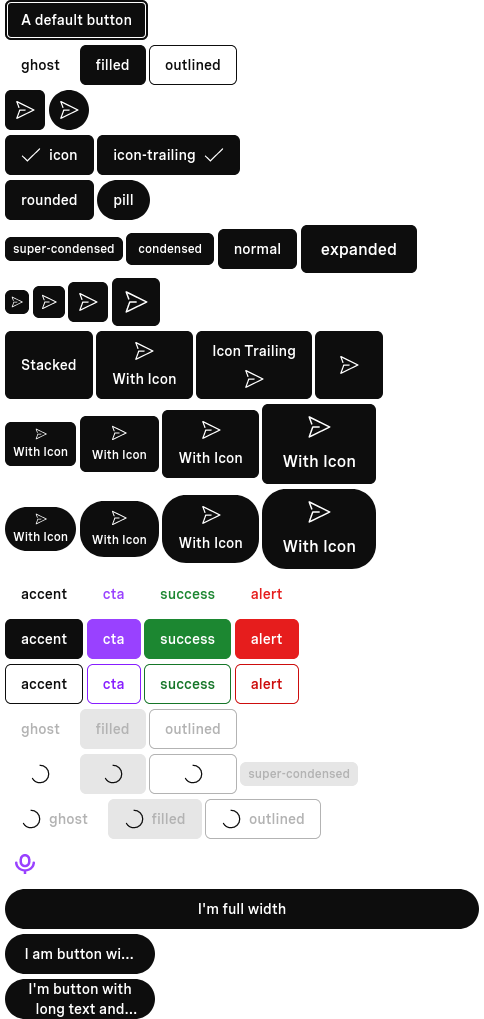 A default button
ghost filled outlined
icon icon-trailing
rounded pill
super-condensed condensed normal expanded
Stacked With Icon Icon Trailing
With Icon With Icon With Icon With Icon
With Icon With Icon With Icon With Icon
accent cta success alert
accent cta success alert
accent cta success alert
ghost filled outlined
super-condensed
ghost filled outlined
I'm full width
I am button wi...
I'm button with
long text and...